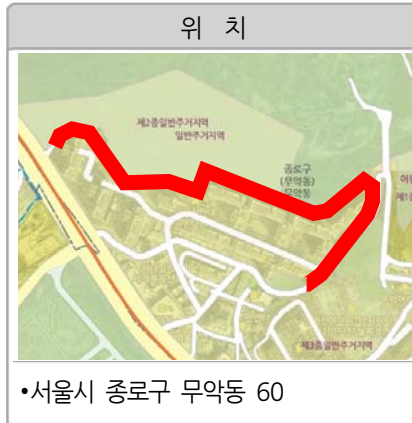 위 치
제2종일반주거지역
일반주거지역
종로구
(무악동)
무악동
제3종일반주거지역
•서울시 종로구 무악동 60